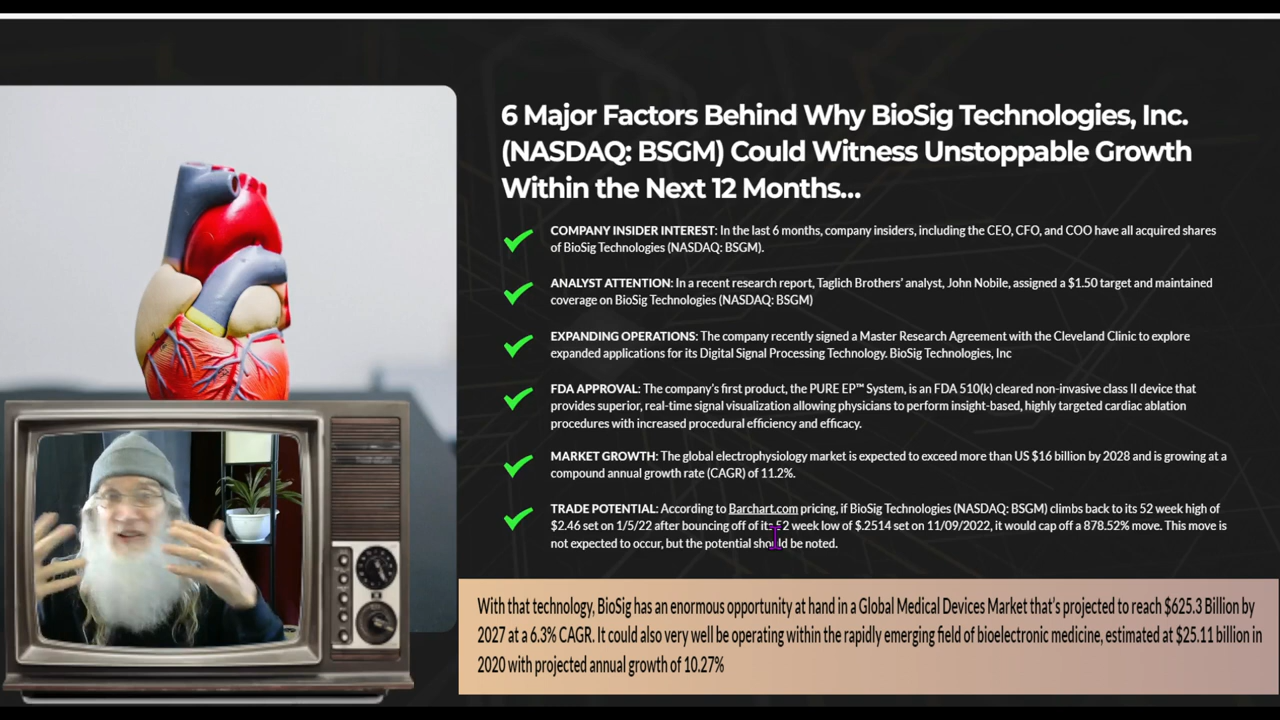 6 Major Factors Behind Why BioSig Technologies, Inc.
(NASDAQ: BSGM) Could Witness Unstoppable Growth
Within the Next 12 Months...
COMPANY INSIDER INTEREST: In the last 6 months, company insiders, including the CEO, CFO, and COO have all acquired shares
of BioSig Technologies (NASDAQ: BSGM).
ANALYST ATTENTION: In a recent research report, Taglich Brothers' analyst, John Nobile, assigned a $1.50 target and maintained
coverage on BioSig Technologies (NASDAQ: BSGM)
EXPANDING OPERATIONS: The company recently signed a Master Research Agreement with the Cleveland Clinic to explore
expanded applications for its Digital Signal Processing Technology. BioSig Technologies, Inc
FDA APPROVAL: The company's first product, the PURE EP™ System, is an FDA 510(k) cleared non-invasive class II device that
provides superior, real-time signal visualization allowing physicians to perform insight-based, highly targeted cardiac ablation
procedures with increased procedural efficiency and efficacy.
MARKET GROWTH: The global electrophysiology market is expected to exceed more than US $16 billion by 2028 and is growing at a
compound annual growth rate (CAGR) of 11.2%.
TRADE POTENTIAL: According to Barchart.com pricing, if BioSig Technologies (NASDAQ: BSGM) climbs back to its 52 week high of
$2.46 set on 1/5/22 after bouncing off of its 52 week low of $.2514 set on 11/09/2022, it would cap off a 878.52% move. This move is
not expected to occur, but the potential should be noted.
With that technology, BioSig has an enormous opportunity at hand in a Global Medical Devices Market that's projected to reach $625.3 Billion by
2027 at a 6.3% CAGR. It could also very well be operating within the rapidly emerging field of bioelectronic medicine, estimated at $25.11 billion in
2020 with projected annual growth of 10.27%